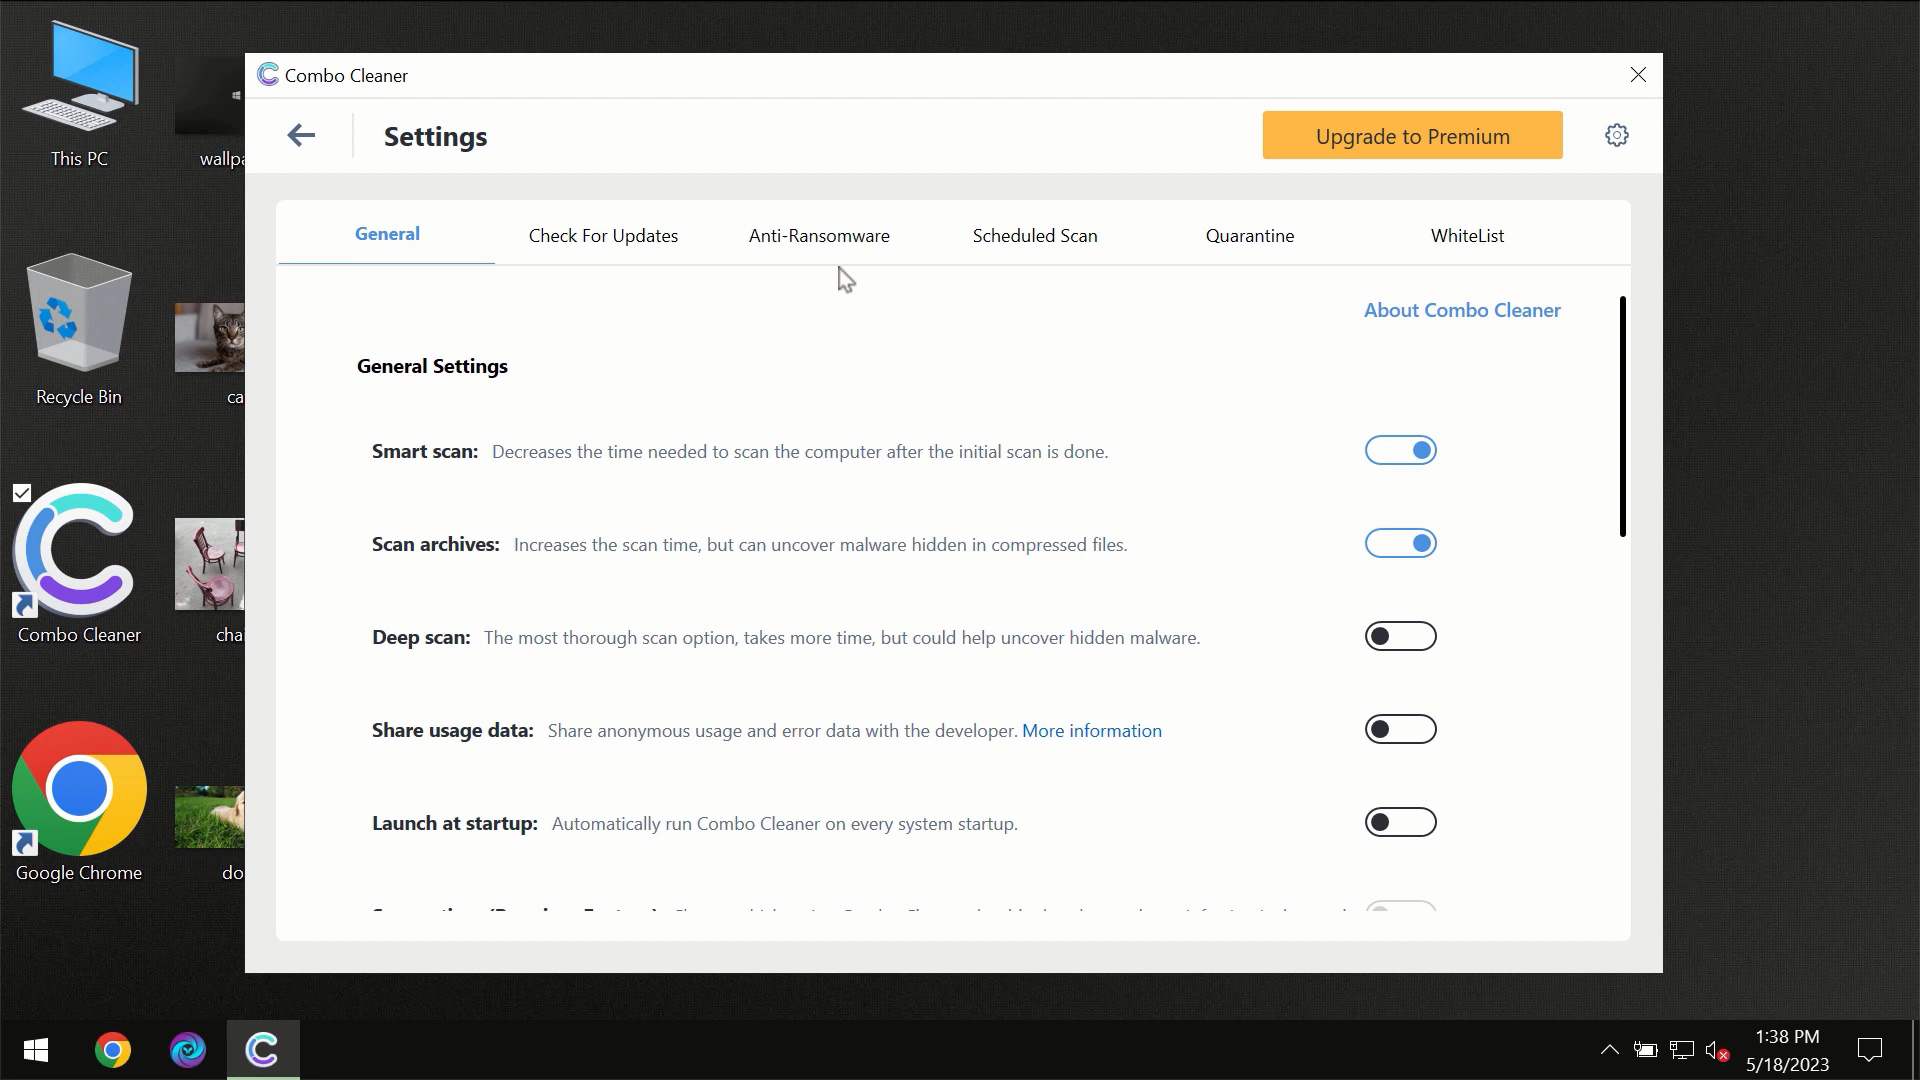 This PC
wallpa
Recycle Bin
ca
Combo Cleaner
chai
Google Chrome
do
Combo Cleaner
Settings
Upgrade to Premium
General
Check For Updates
Anti-Ransomware
Scheduled Scan
Quarantine
WhiteList
About Combo Cleaner
General Settings
Smart scan: Decreases the time needed to scan the computer after the initial scan is done.
Scan archives: Increases the scan time, but can uncover malware hidden in compressed files.
Deep scan: The most thorough scan option, takes more time, but could help uncover hidden malware.
Share usage data: Share anonymous usage and error data with the developer. More information
Launch at startup: Automatically run Combo Cleaner on every system startup.
1:38 PM
5/18/2023